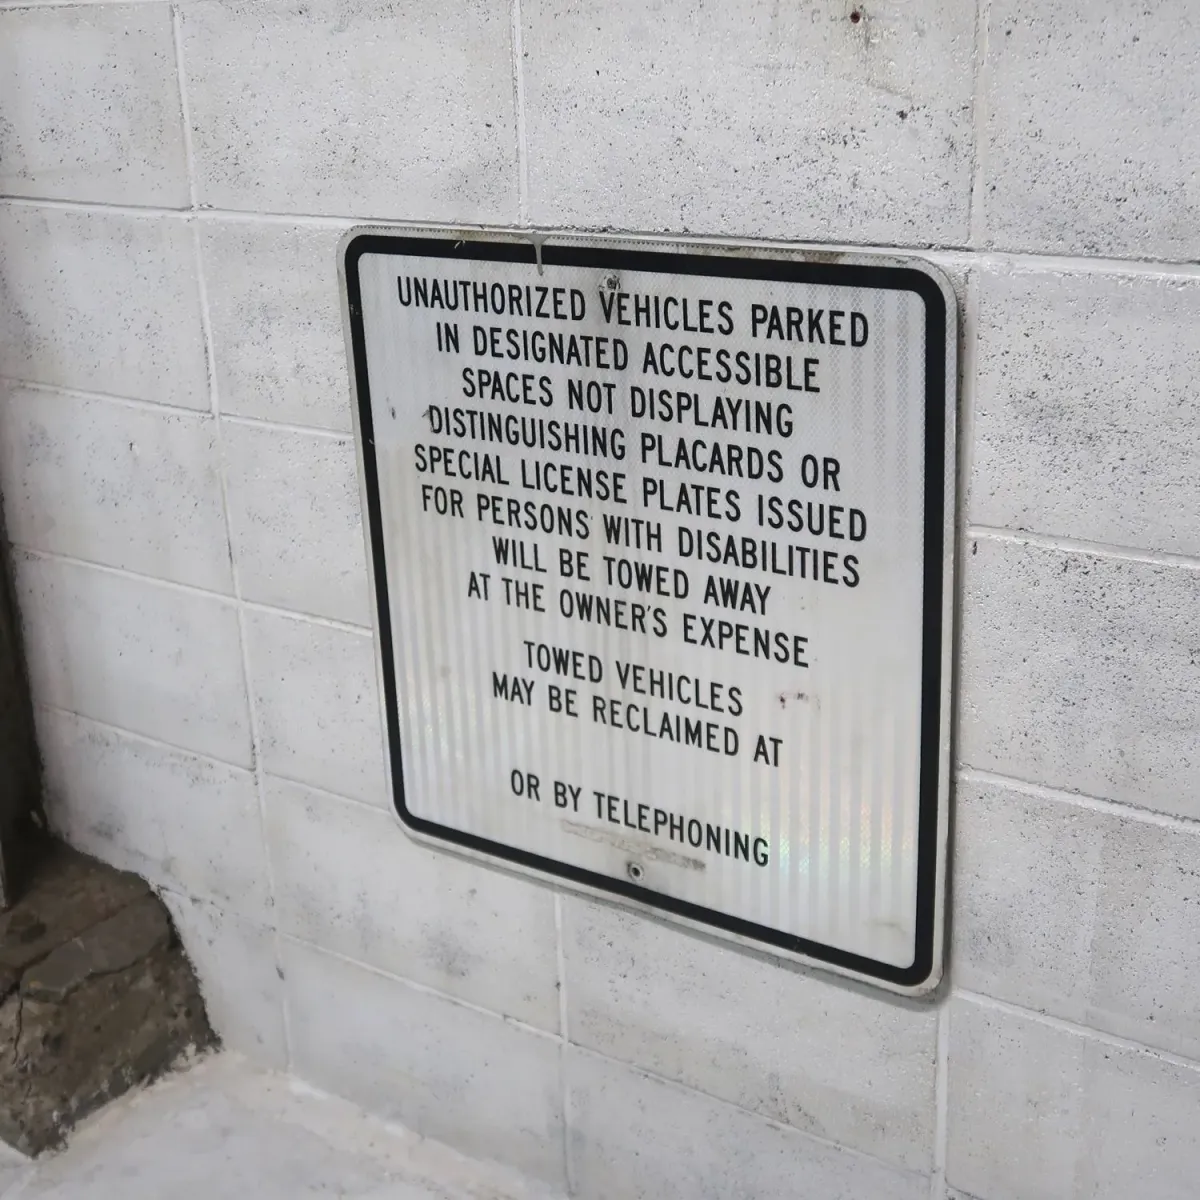 UNAUTHORIZED VEHICLES PARKED
IN DESIGNATED ACCESSIBLE
SPACES NOT DISPLAYING
DISTINGUISHING PLACARDS OR
SPECIAL LICENSE PLATES ISSUED
FOR PERSONS WITH DISABILITIES
WILL BE TOWED AWAY
AT THE OWNER'S EXPENSE
TOWED VEHICLES
MAY BE RECLAIMED AT
OR BY TELEPHONING